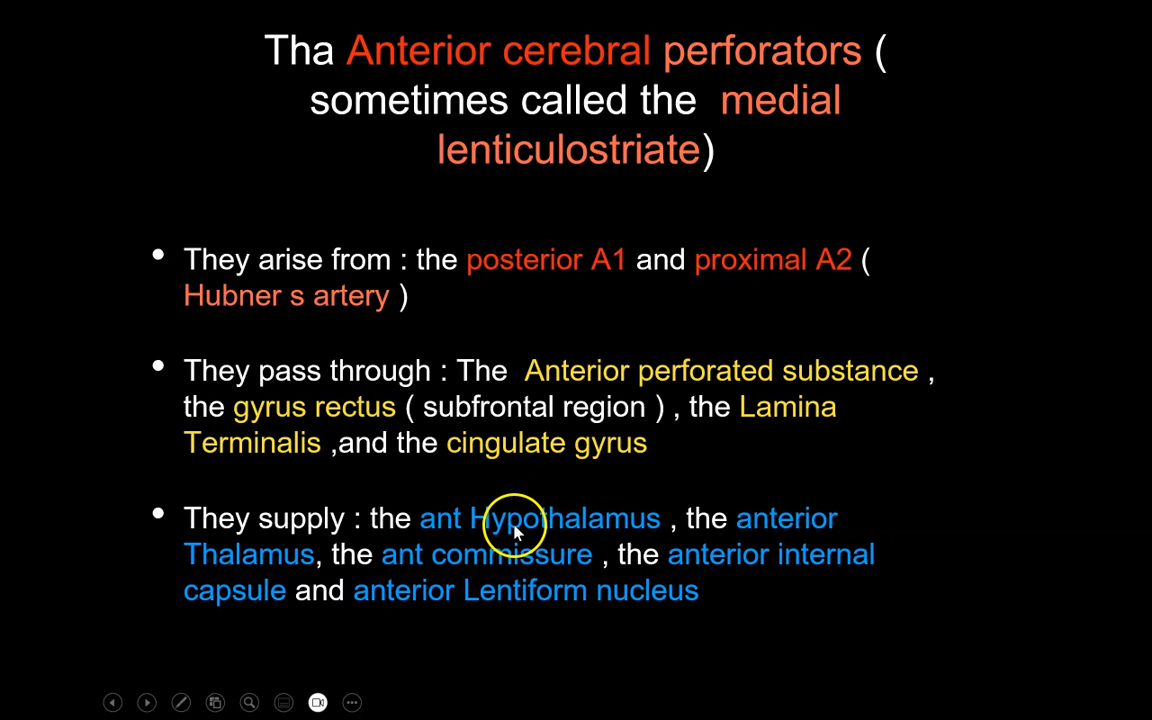 Tha Anterior cerebral perforators (
sometimes called the medial
lenticulostriate)
• They arise from : the posterior A1 and proximal A2 (
Hubner s artery )
• They pass through : The Anterior perforated substance ,
the gyrus rectus ( subfrontal region ) , the Lamina
Terminalis ,and the cingulate gyrus
• They supply : the ant Hypothalamus , the anterior
Thalamus, the ant commissure , the anterior internal
capsule and anterior Lentiform nucleus